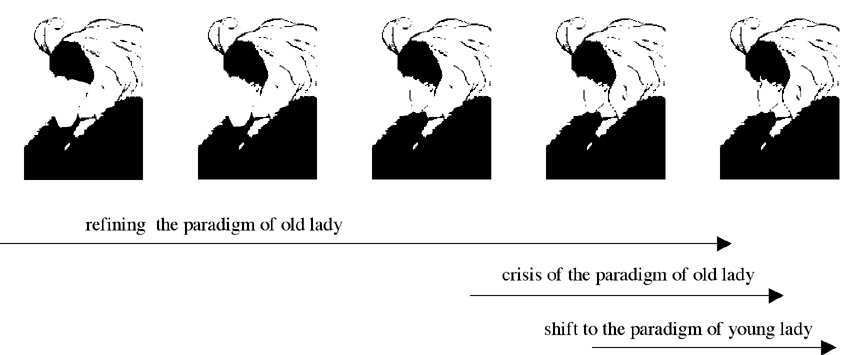 refining the paradigm of old lady
crisis of the paradigm of old lady
shift to the paradigm of young lady